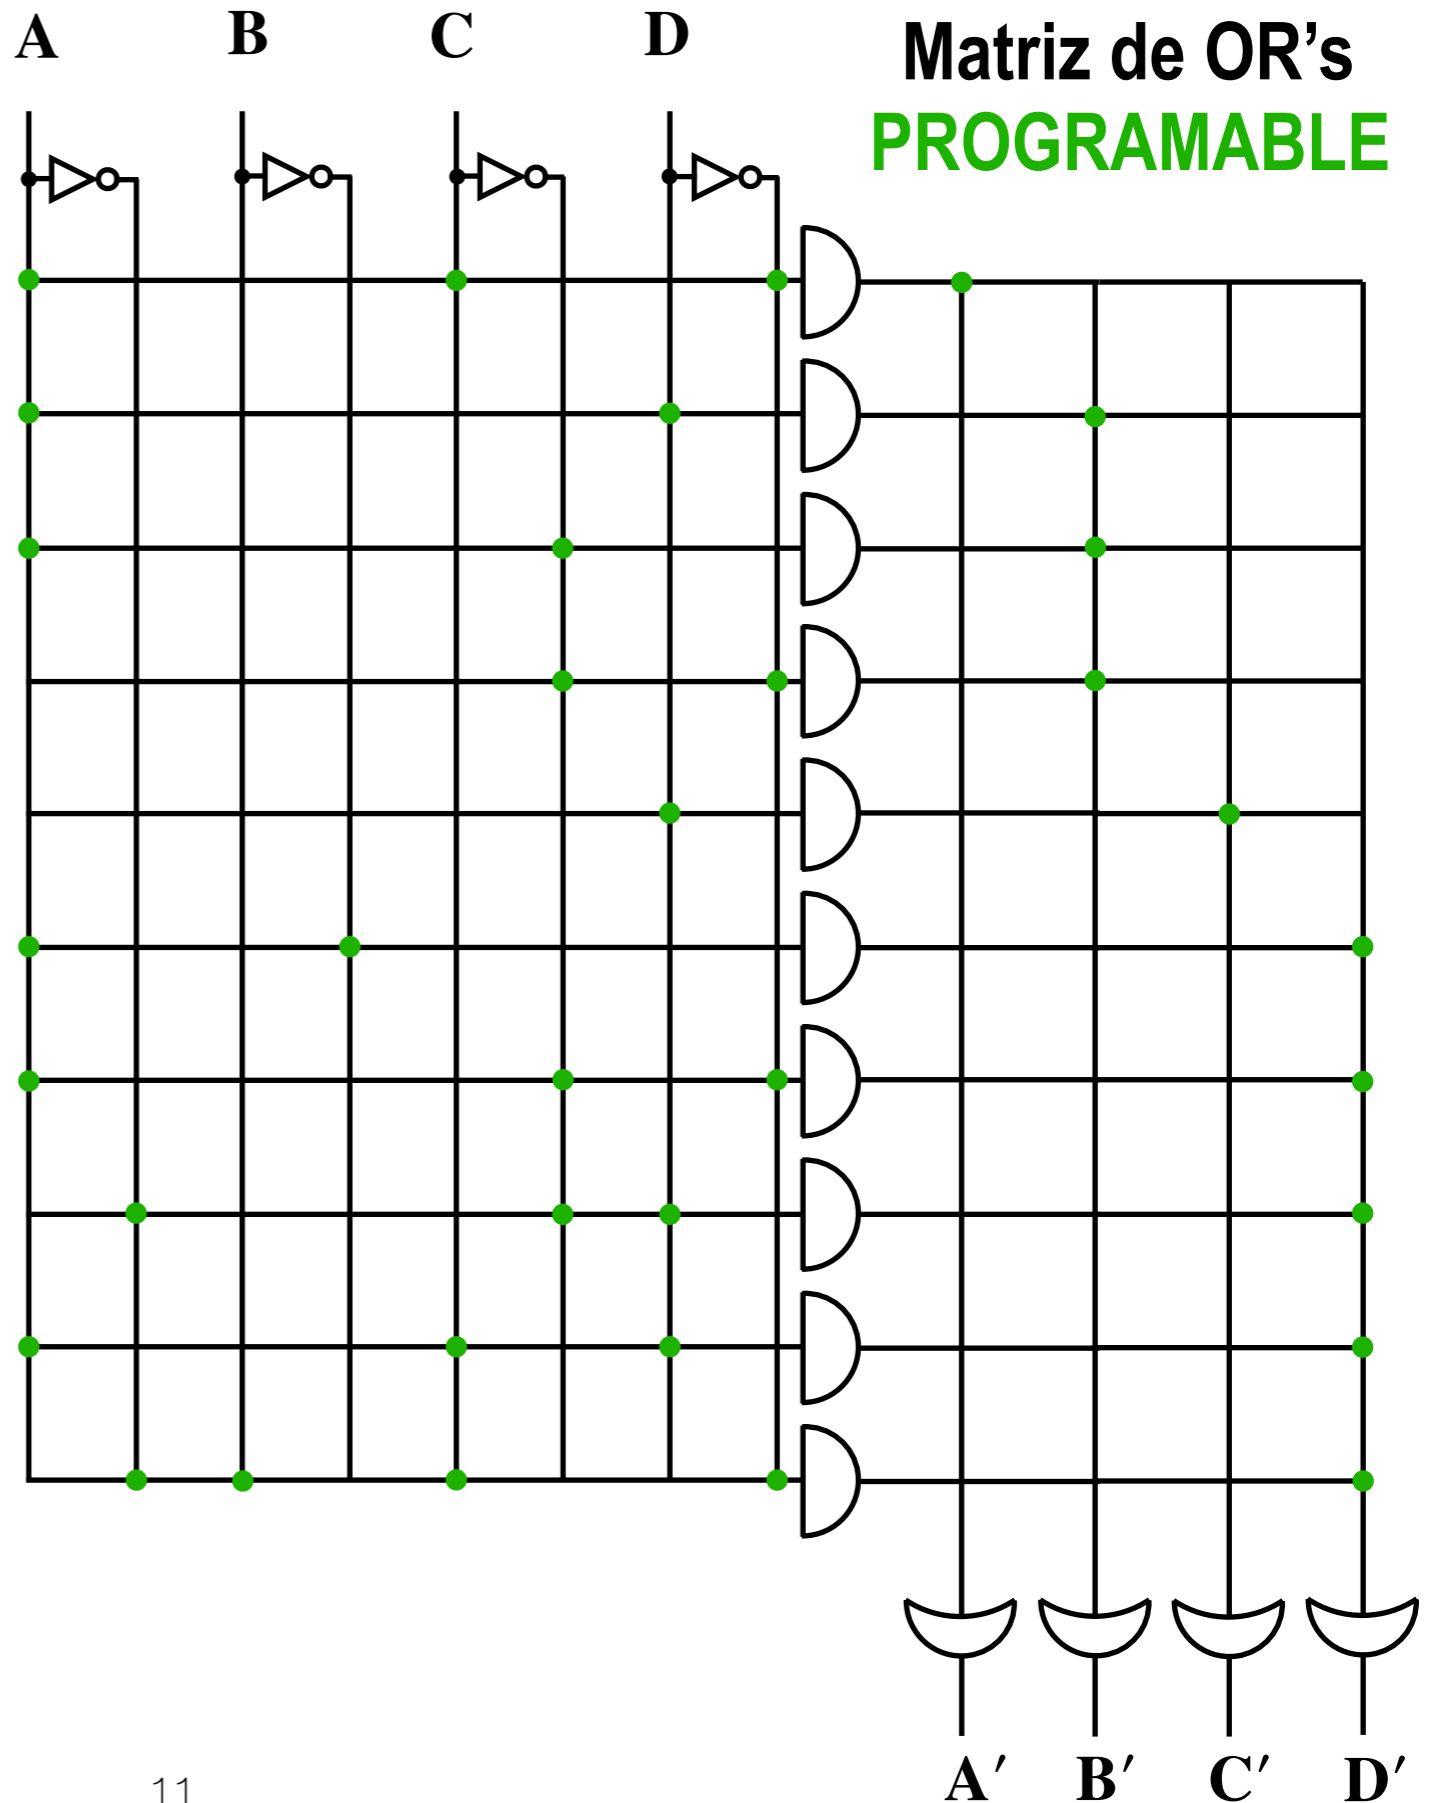 A B C D
Matriz de OR’s
PROGRAMABLE
A′ B′ C′ D′
11